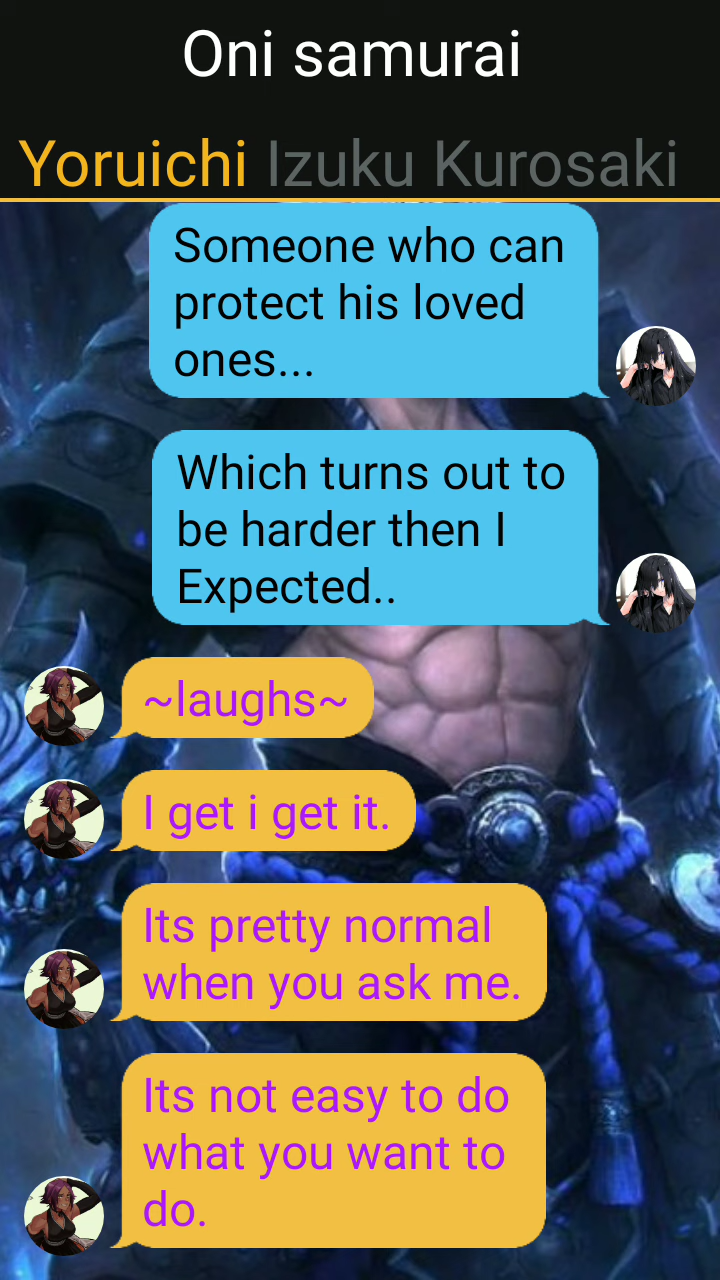 Oni samurai
Yoruichi Izuku Kurosaki
Someone who can
protect his loved
ones...
Which turns out to
be harder then I
Expected..
~laughs~
I get i get it.
Its pretty normal
when you ask me.
Its not easy to do
what you want to
do.